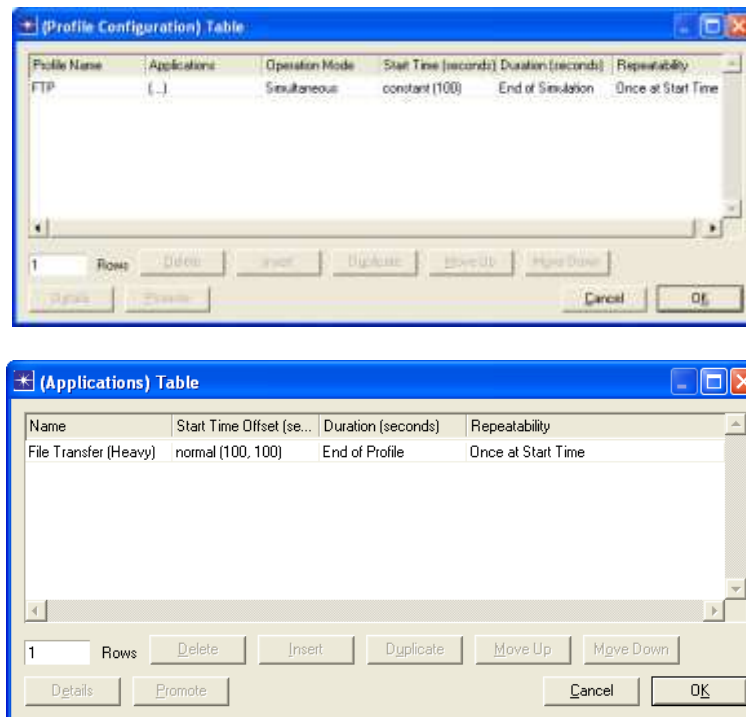 (Profile Configuration) Table
Profile Name Applications Operation Mode Start Time (seconds) Duration (seconds) Repeatability
FTP (...) Simultaneous constant (100) End of Simulation Once at Start Time
1 Rows Delete Insert Duplicate Move Up Move Down
Details Promote Cancel OK
(Applications) Table
Name Start Time Offset (se... Duration (seconds) Repeatability
File Transfer (Heavy) normal (100, 100) End of Profile Once at Start Time
1 Rows Delete Insert Duplicate Move Up Move Down
Details Promote Cancel OK